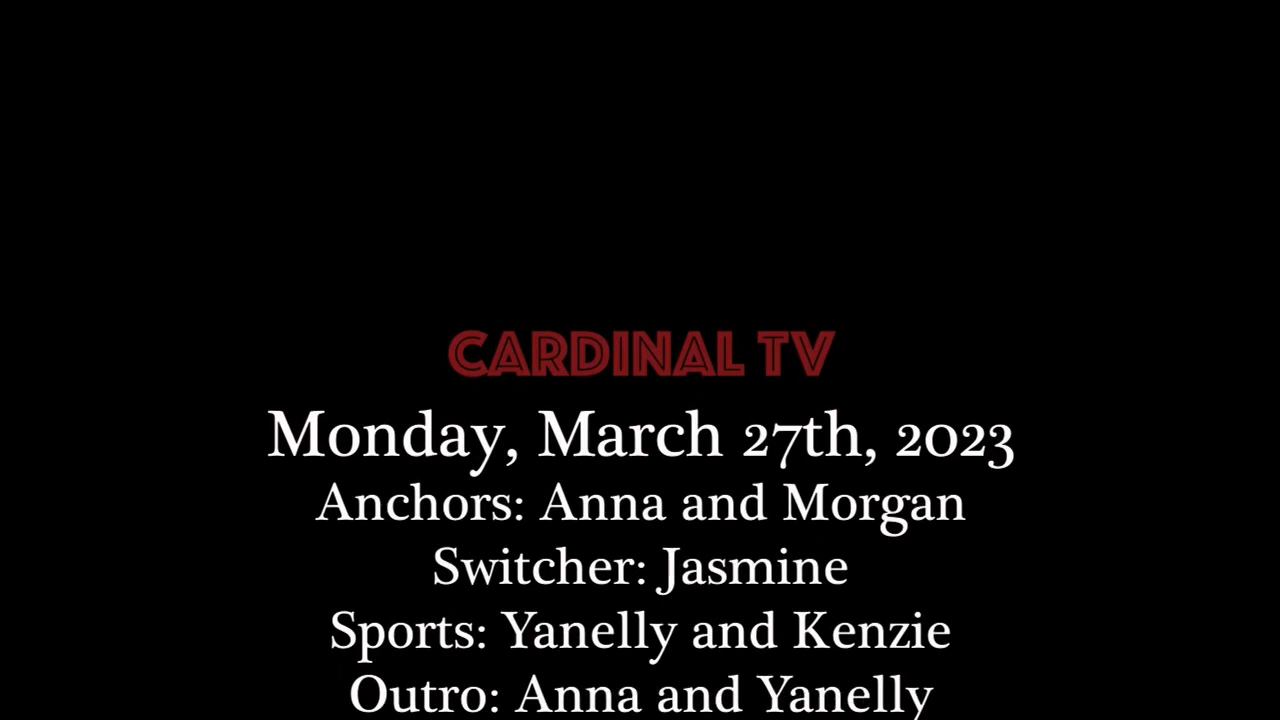 CARDINAL TV
Monday, March 27th, 2023
Anchors: Anna and Morgan
Switcher: Jasmine
Sports: Yanelly and Kenzie
Outro: Anna and Yanelly